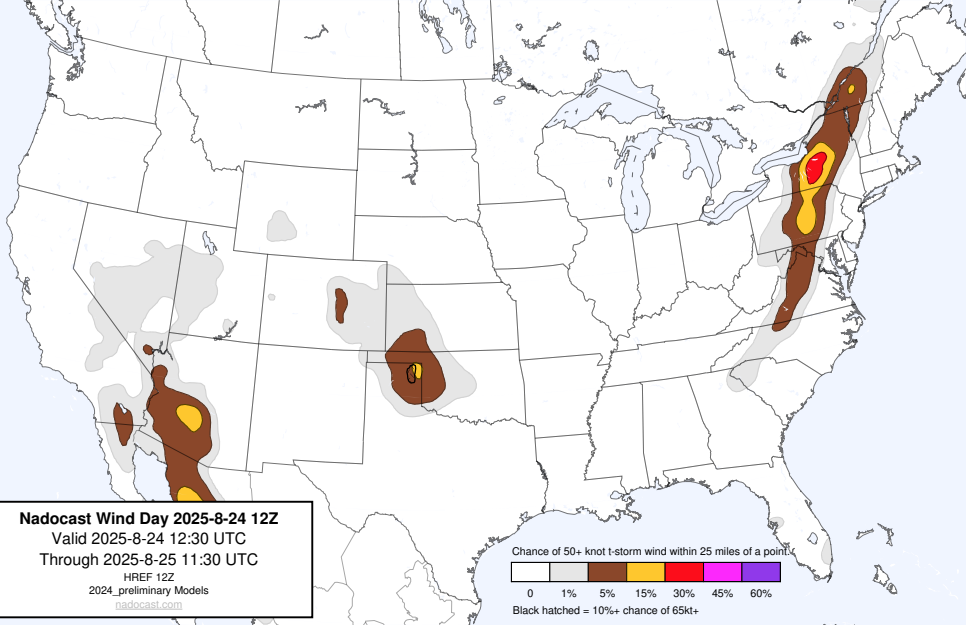 Nadocast Wind Day 2025-8-24 12Z
Valid 2025-8-24 12:30 UTC
Through 2025-8-25 11:30 UTC
HREF 12Z
2024_preliminary Models
nadocast.com
Chance of 50+ knot t-storm wind within 25 miles of a point.
0 1% 5% 15% 30% 45% 60%
Black hatched = 10%+ chance of 65kt+